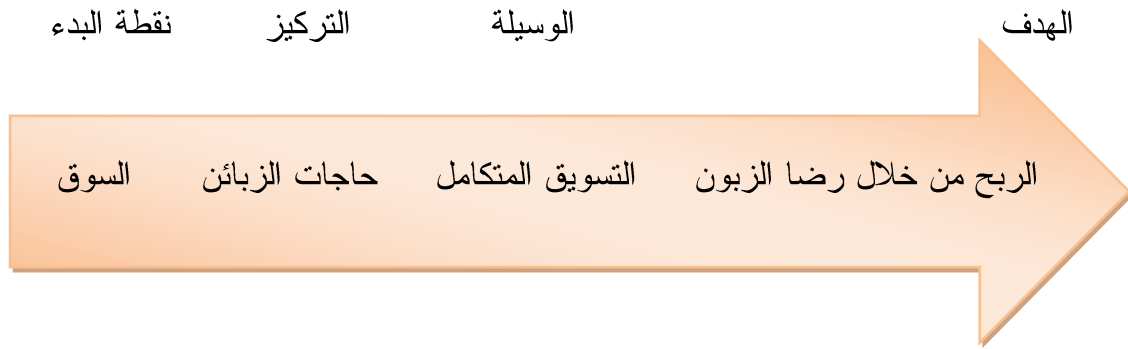 نقطة البدء التركيز الوسيلة الهدف
السوق حاجات الزبائن التسويق المتكامل الربح من خلال رضا الزبون